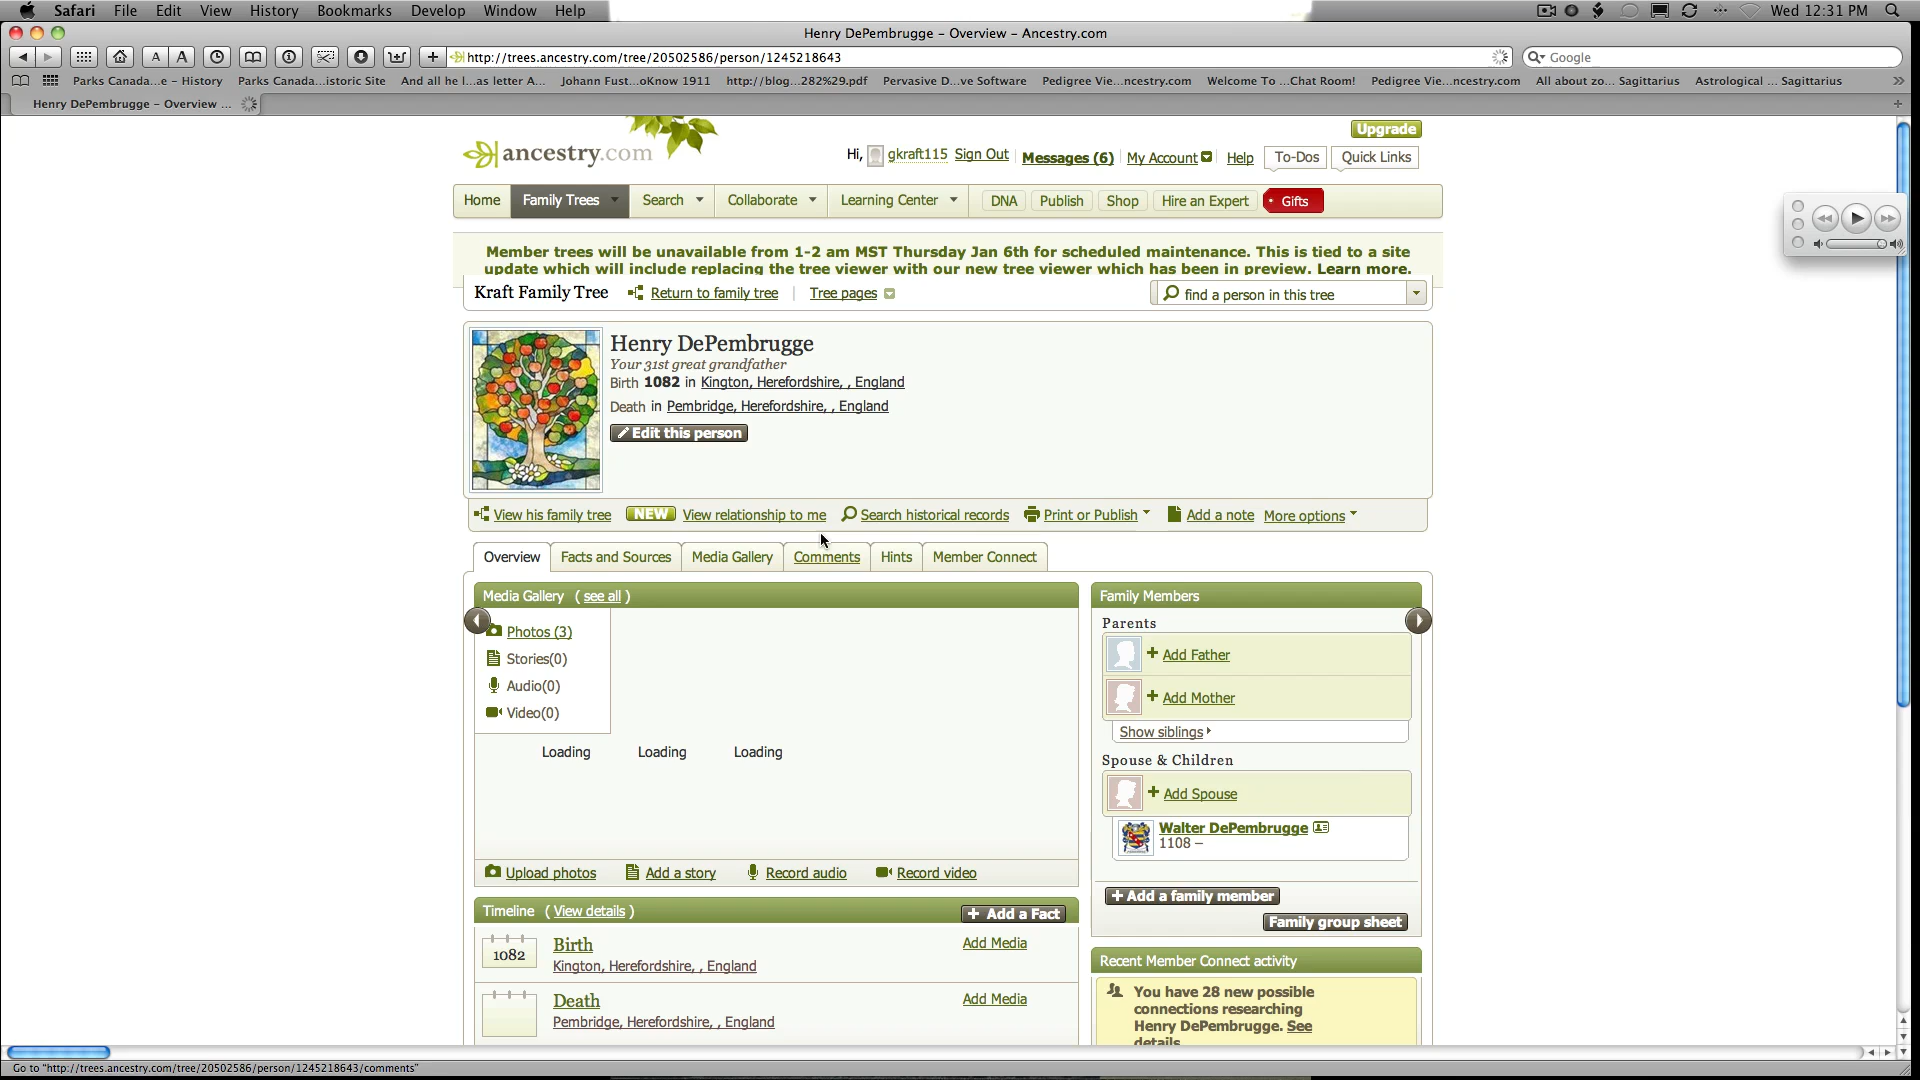 Safari File Edit View History Bookmarks Develop Window Help Wed 12:31 PM
Henry DePembrugge – Overview – Ancestry.com
A A http://trees.ancestry.com/tree/20502586/person/1245218643 Google
Parks Canada...e – History Parks Canada...istoric Site And all he l...as letter A... Johann Fust...oKnow 1911 http://blog...282%29.pdf Pervasive D...ve Software Pedigree Vie...ncestry.com Welcome To ...Chat Room! Pedigree Vie...ncestry.com All about zo... Sagittarius Astrological ... Sagittarius
Henry DePembrugge – Overview ...
Upgrade
ancestry.com
Hi, gkraft115 Sign Out Messages (6) My Account Help To-Dos Quick Links
Home Family Trees Search Collaborate Learning Center DNA Publish Shop Hire an Expert Gifts
Member trees will be unavailable from 1-2 am MST Thursday Jan 6th for scheduled maintenance. This is tied to a site
update which will include replacing the tree viewer with our new tree viewer which has been in preview. Learn more.
Kraft Family Tree Return to family tree | Tree pages find a person in this tree
Henry DePembrugge
Your 31st great grandfather
Birth 1082 in Kington, Herefordshire, , England
Death in Pembridge, Herefordshire, , England
Edit this person
View his family tree NEW View relationship to me Search historical records Print or Publish Add a note More options
Overview Facts and Sources Media Gallery Comments Hints Member Connect
Media Gallery ( see all )
Photos (3)
Stories(0)
Audio(0)
Video(0)
Loading Loading Loading
Upload photos Add a story Record audio Record video
Timeline ( View details ) + Add a Fact
1082 Birth Add Media
Kington, Herefordshire, , England
Death Add Media
Pembridge, Herefordshire, , England
Family Members
Parents
+ Add Father
+ Add Mother
Show siblings
Spouse & Children
+ Add Spouse
Walter DePembrugge
1108 –
+ Add a family member
Family group sheet
Recent Member Connect activity
You have 28 new possible
connections researching
Henry DePembrugge. See
details
Go to "http://trees.ancestry.com/tree/20502586/person/1245218643/comments"